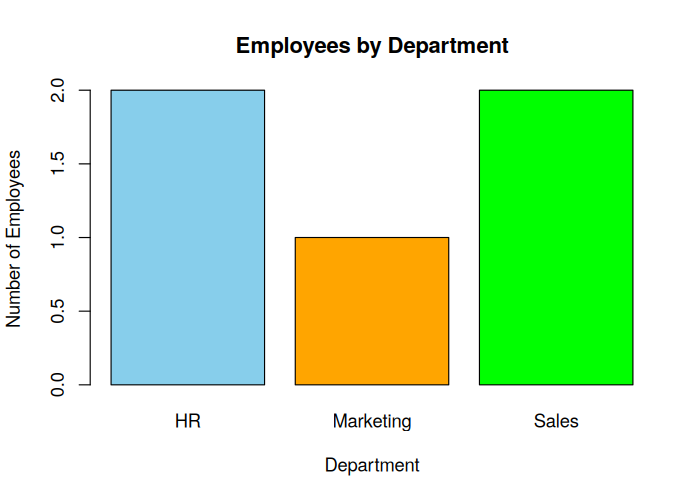 Employees by Department
Number of Employees
2.0
1.5
1.0
0.5
0.0
HR Marketing Sales
Department